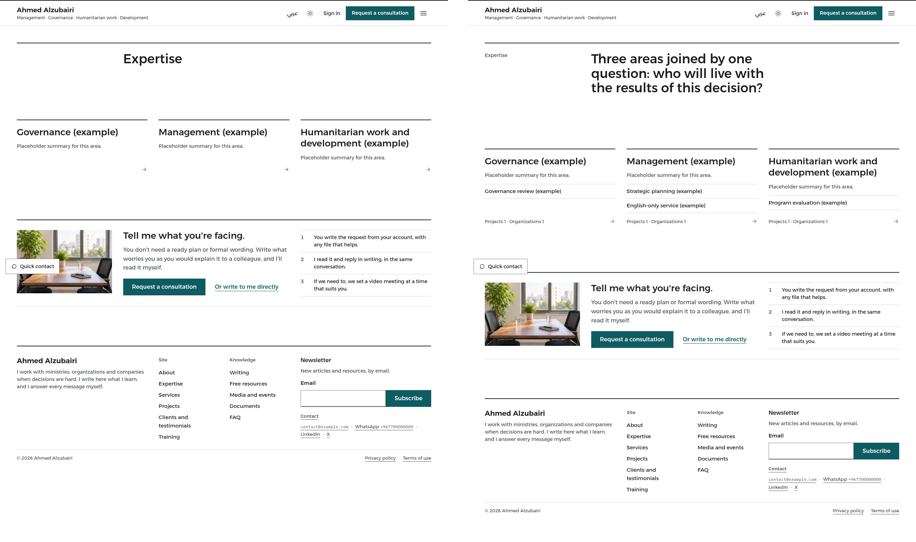 Ahmed Alzubairi
Management · Governance · Humanitarian work · Development
عربي
Sign in
Request a consultation
Expertise
Governance (example)
Placeholder summary for this area.
Management (example)
Placeholder summary for this area.
Humanitarian work and
development (example)
Placeholder summary for this area.
Quick contact
Tell me what you're facing.
You don't need a ready plan or formal wording. Write what
worries you as you would explain it to a colleague, and I'll
read it myself.
Request a consultation
Or write to me directly
1 You write the request from your account, with
any file that helps.
2 I read it and reply in writing, in the same
conversation.
3 If we need to, we set a video meeting at a time
that suits you.
Ahmed Alzubairi
I work with ministries, organizations and companies
when decisions are hard. I write here what I learn,
and I answer every message myself.
Site
About
Expertise
Services
Projects
Clients and
testimonials
Training
Knowledge
Writing
Free resources
Media and events
Documents
FAQ
Newsletter
New articles and resources, by email.
Email
Subscribe
Contact
contact@example.com · WhatsApp +967700000000 ·
LinkedIn · X
© 2026 Ahmed Alzubairi
Privacy policy
Terms of use
Ahmed Alzubairi
Management · Governance · Humanitarian work · Development
عربي
Sign in
Request a consultation
Expertise
Three areas joined by one
question: who will live with
the results of this decision?
Governance (example)
Placeholder summary for this area.
Governance review (example)
Projects 1 · Organizations 1
Management (example)
Placeholder summary for this area.
Strategic planning (example)
English-only service (example)
Projects 1 · Organizations 1
Humanitarian work and
development (example)
Placeholder summary for this area.
Program evaluation (example)
Projects 1 · Organizations 1
Quick contact
Tell me what you're facing.
You don't need a ready plan or formal wording. Write what
worries you as you would explain it to a colleague, and I'll
read it myself.
Request a consultation
Or write to me directly
1 You write the request from your account, with
any file that helps.
2 I read it and reply in writing, in the same
conversation.
3 If we need to, we set a video meeting at a time
that suits you.
Ahmed Alzubairi
I work with ministries, organizations and companies
when decisions are hard. I write here what I learn,
and I answer every message myself.
Site
About
Expertise
Services
Projects
Clients and
testimonials
Training
Knowledge
Writing
Free resources
Media and events
Documents
FAQ
Newsletter
New articles and resources, by email.
Email
Subscribe
Contact
contact@example.com · WhatsApp +967700000000 ·
LinkedIn · X
© 2026 Ahmed Alzubairi
Privacy policy
Terms of use